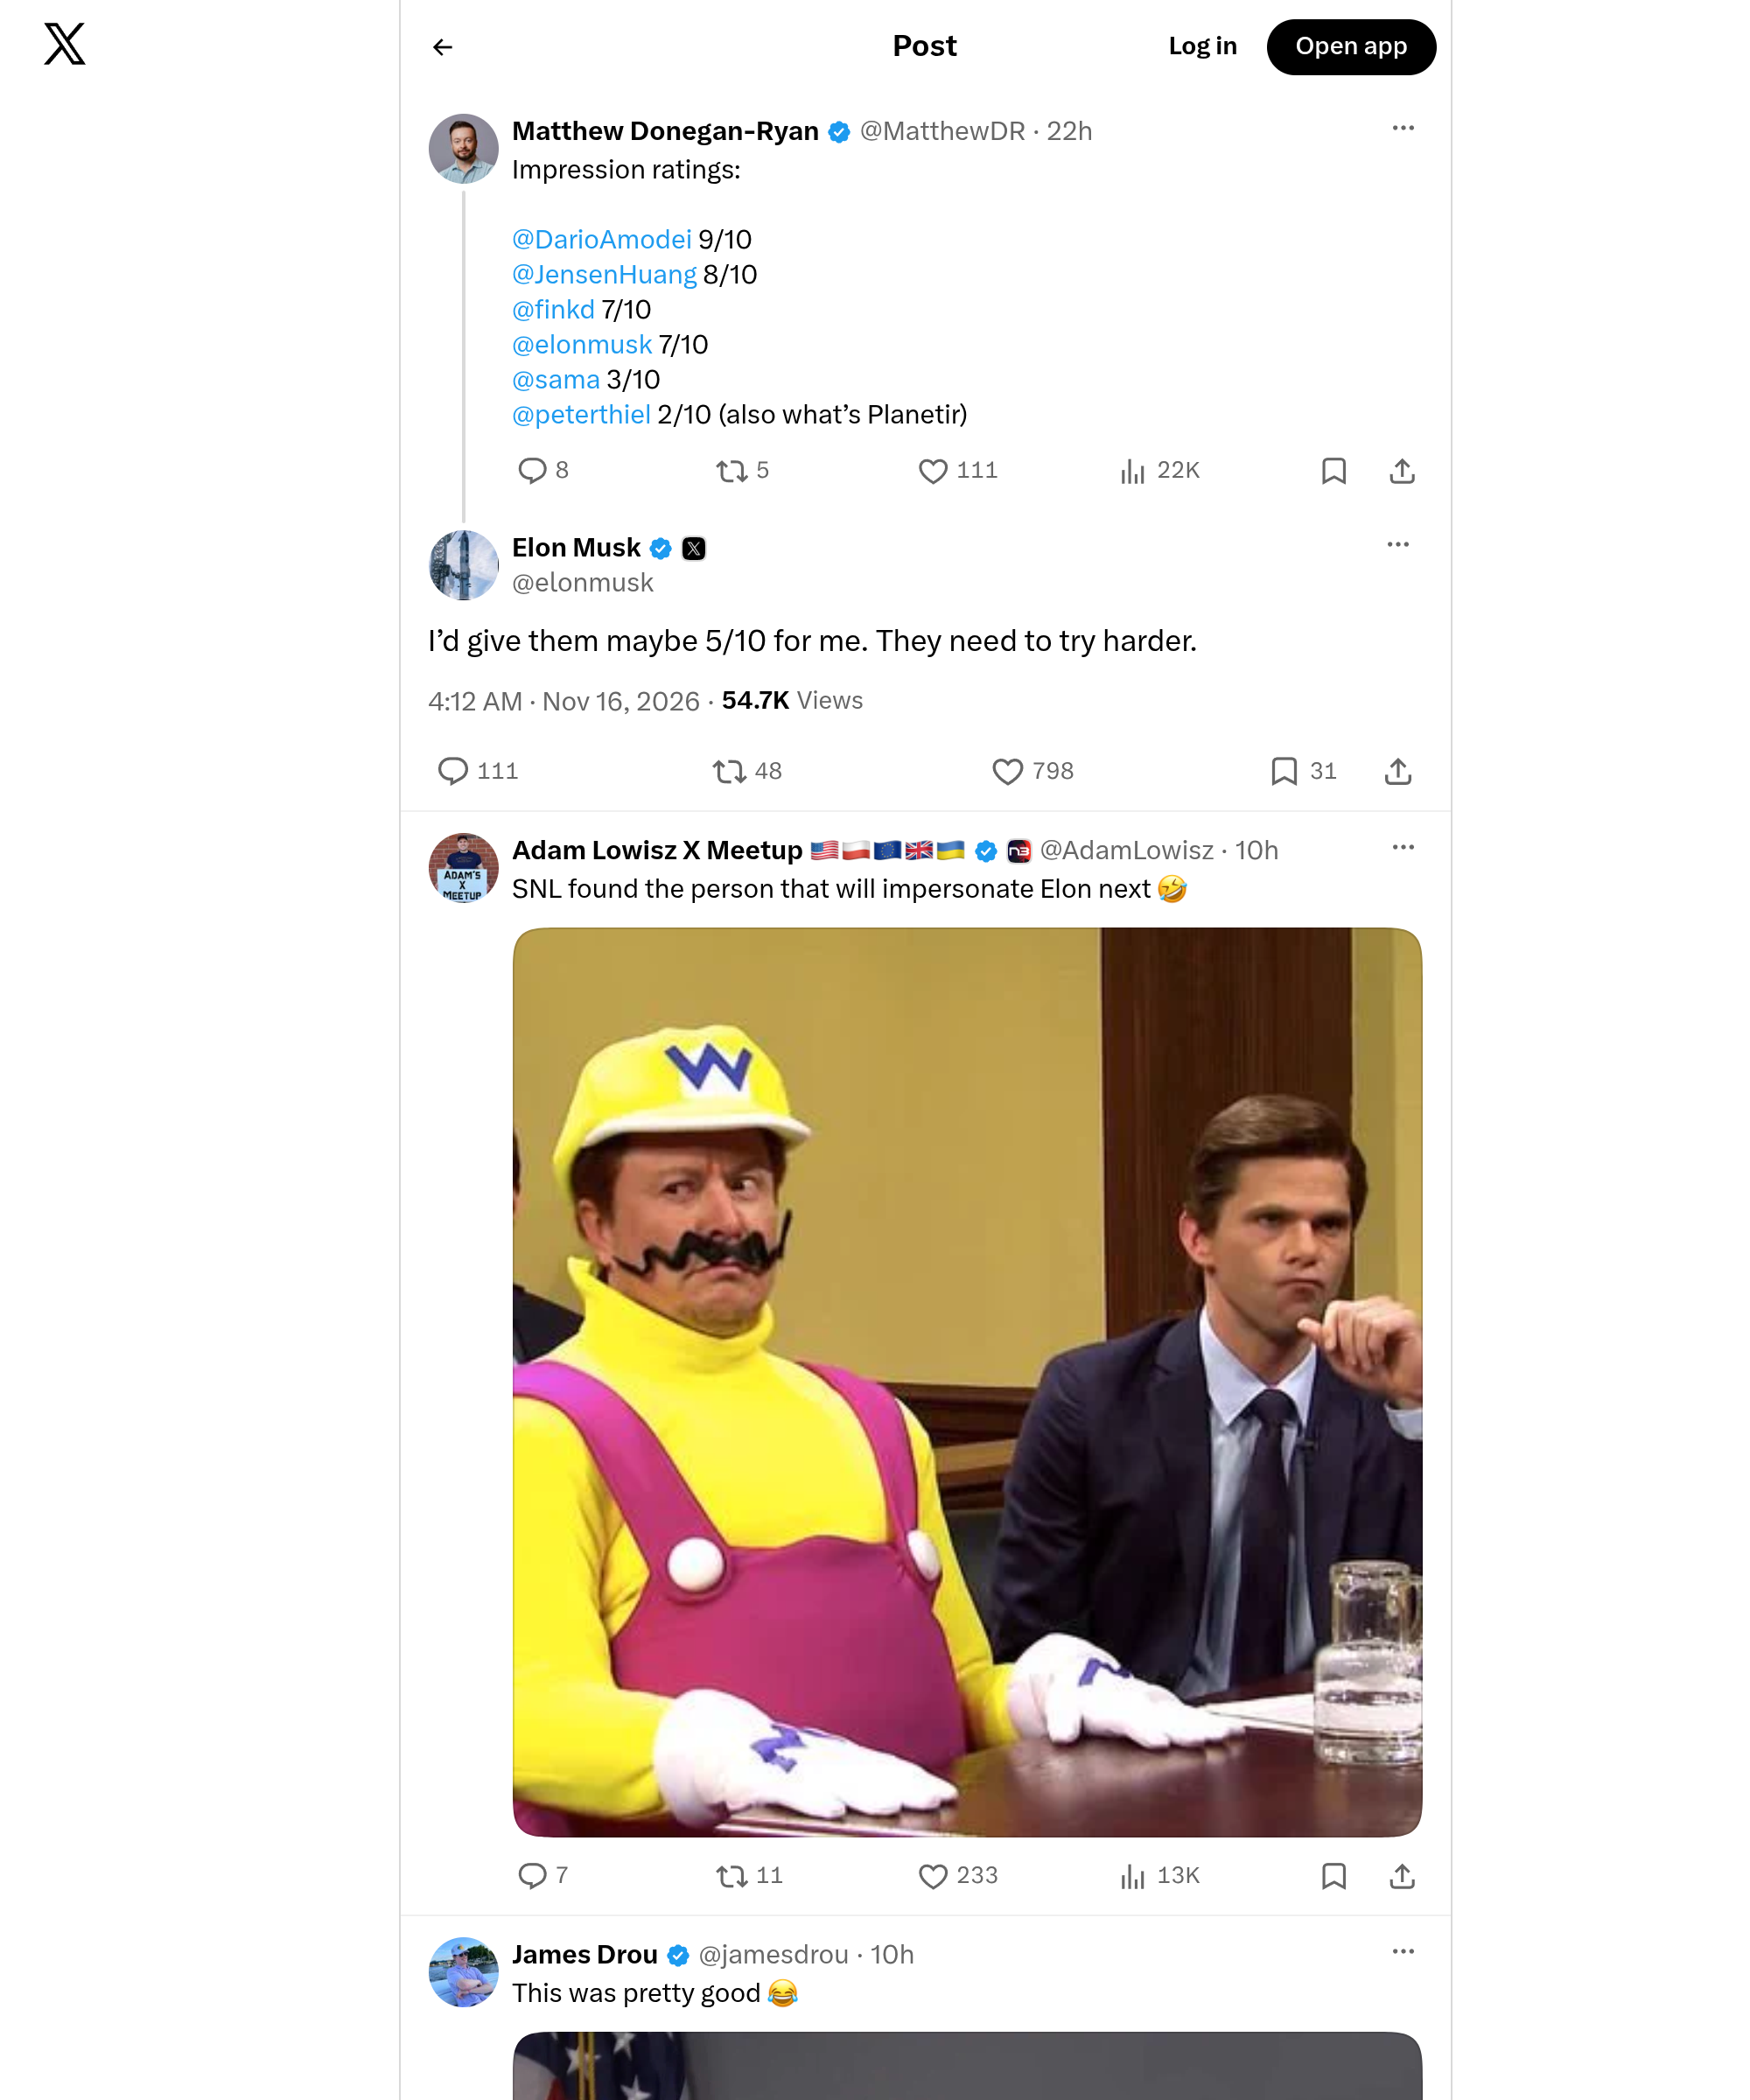 Post
Log in
Open app
Matthew Donegan-Ryan @MatthewDR · 22h
Impression ratings:
@DarioAmodei 9/10
@JensenHuang 8/10
@finkd 7/10
@elonmusk 7/10
@sama 3/10
@peterthiel 2/10 (also what’s Planetir)
8 5 111 22K
Elon Musk
@elonmusk
I’d give them maybe 5/10 for me. They need to try harder.
4:12 AM · Nov 16, 2026 · 54.7K Views
111 48 798 31
Adam Lowisz X Meetup 🇺🇸🇵🇱🇪🇺🇬🇧🇺🇦 @AdamLowisz · 10h
ADAM'S
X
MEETUP
SNL found the person that will impersonate Elon next 🤣
W
7 11 233 13K
James Drou @jamesdrou · 10h
This was pretty good 😂